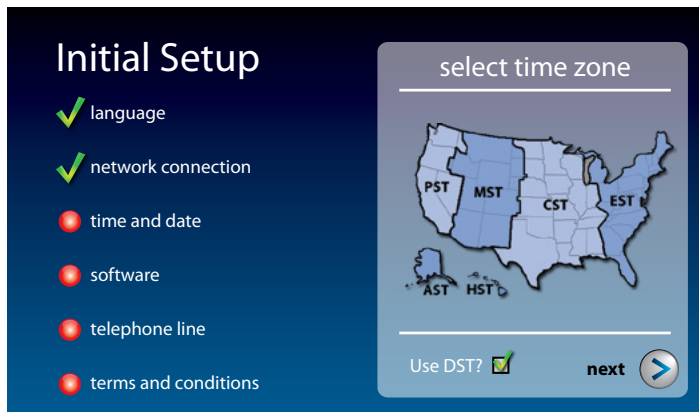 Initial Setup
language
network connection
time and date
software
telephone line
terms and conditions
select time zone
PST
MST
CST
EST
AST
HST
Use DST?
next